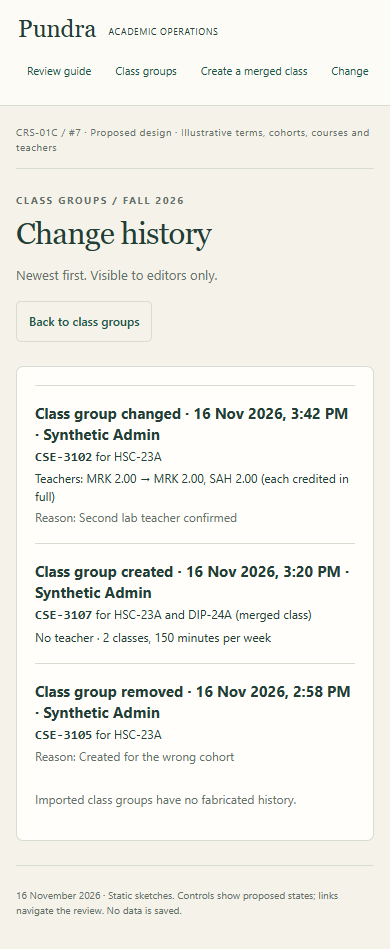 Pundra ACADEMIC OPERATIONS
Review guide Class groups Create a merged class Change
CRS-01C / #7 · Proposed design · Illustrative terms, cohorts, courses and
teachers
CLASS GROUPS / FALL 2026
Change history
Newest first. Visible to editors only.
Back to class groups
Class group changed · 16 Nov 2026, 3:42 PM
· Synthetic Admin
CSE-3102 for HSC-23A
Teachers: MRK 2.00 → MRK 2.00, SAH 2.00 (each credited in
full)
Reason: Second lab teacher confirmed
Class group created · 16 Nov 2026, 3:20 PM ·
Synthetic Admin
CSE-3107 for HSC-23A and DIP-24A (merged class)
No teacher · 2 classes, 150 minutes per week
Class group removed · 16 Nov 2026, 2:58 PM
· Synthetic Admin
CSE-3105 for HSC-23A
Reason: Created for the wrong cohort
Imported class groups have no fabricated history.
16 November 2026 · Static sketches. Controls show proposed states; links
navigate the review. No data is saved.